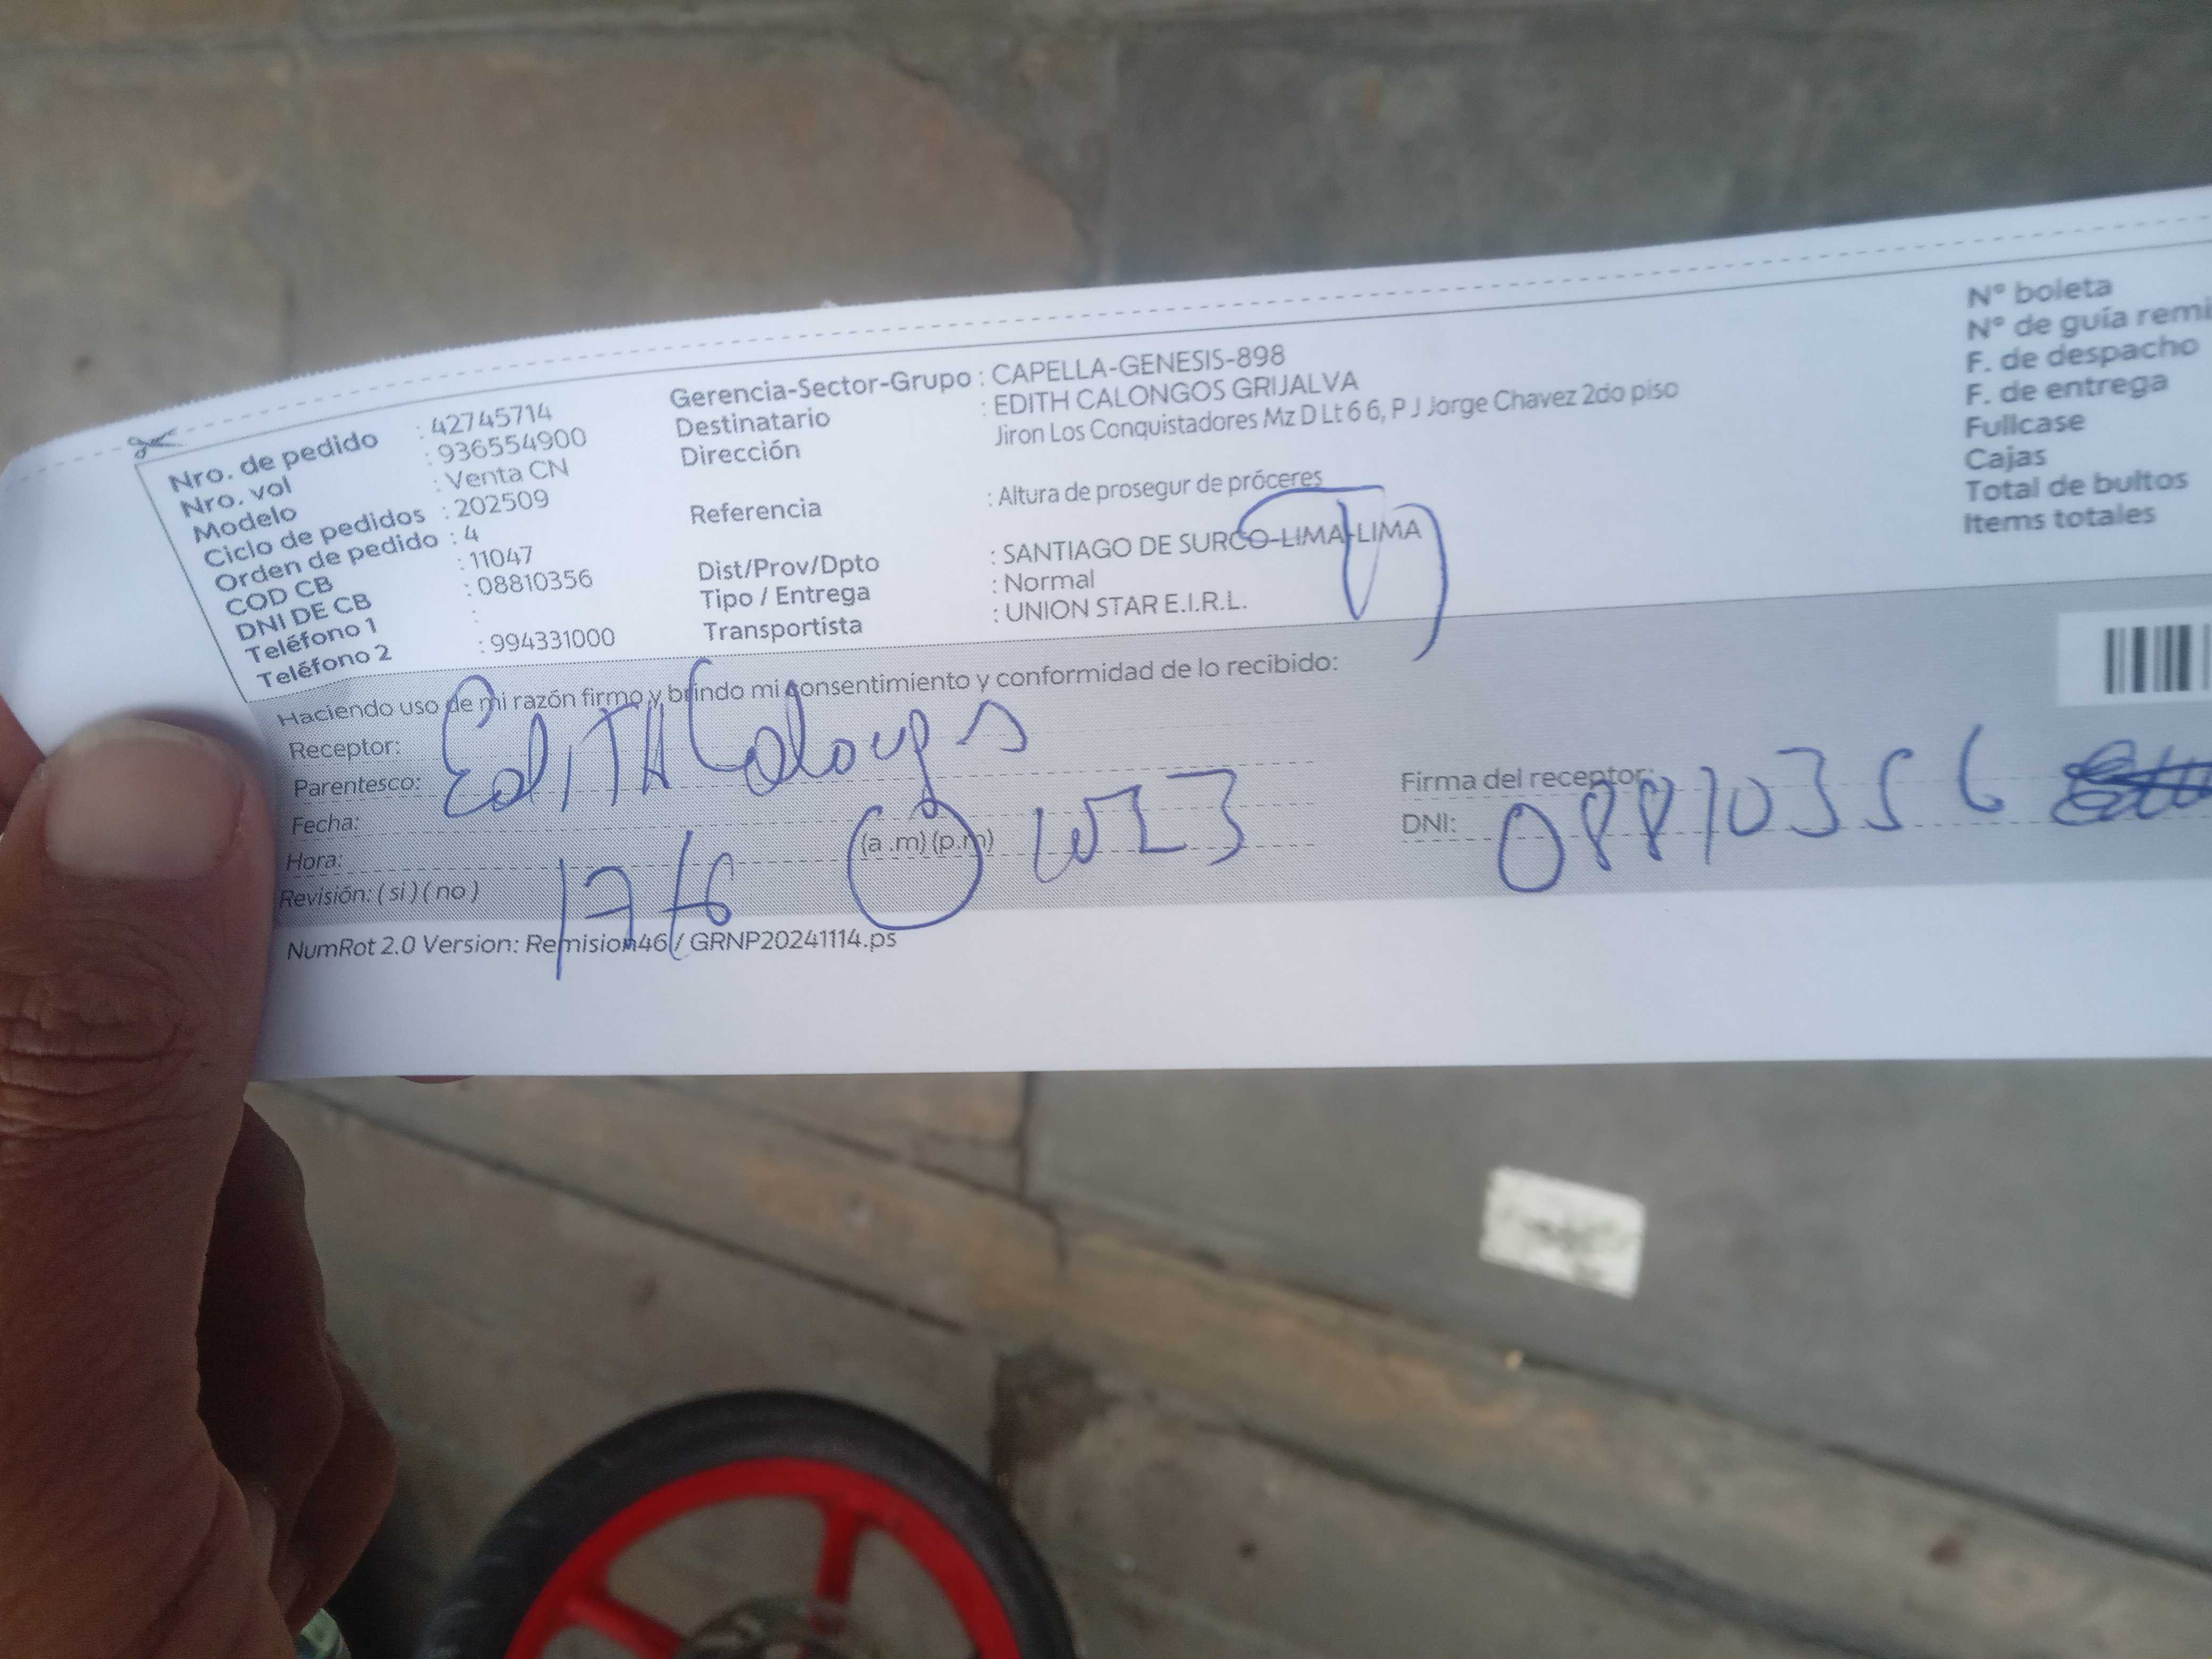 Nro. de pedido : 42745714
Nro. vol : 936554900
Modelo : Venta CN
Ciclo de pedidos : 202509
Orden de pedido : 4
COD CB : 11047
DNI DE CB : 08810356
Teléfono 1 :
Teléfono 2 : 994331000
Gerencia-Sector-Grupo : CAPELLA-GENESIS-898
Destinatario : EDITH CALONGOS GRIJALVA
Dirección Jiron Los Conquistadores Mz D Lt 6 6, P J Jorge Chavez 2do piso
Referencia : Altura de prosegur de próceres
Dist/Prov/Dpto : SANTIAGO DE SURCO-LIMA-LIMA
Tipo / Entrega : Normal
Transportista : UNION STAR E.I.R.L.
N° boleta
N° de guía remi
F. de despacho
F. de entrega
Fullcase
Cajas
Total de bultos
Items totales
Haciendo uso de mi razón firmo y brindo mi consentimiento y conformidad de lo recibido:
Receptor:
Parentesco: EdiTH
Fecha:
Hora: (a.m) (p.m)
Revisión: ( si ) ( no ) 17/6
Firma del receptor:
DNI: 08810356
NumRot 2.0 Version: Remision46 / GRNP20241114.ps